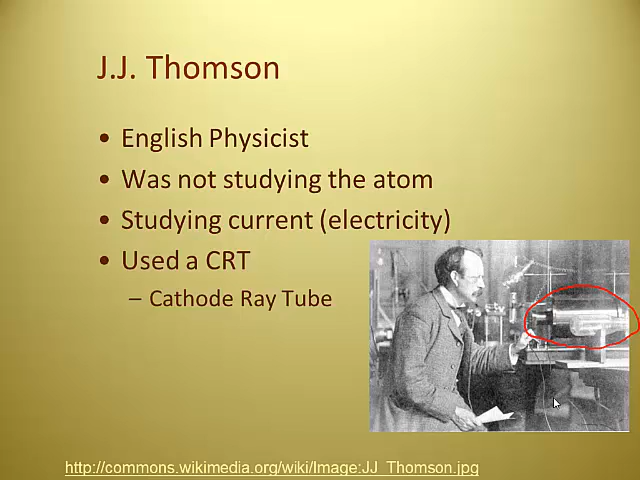 J.J. Thomson
• English Physicist
• Was not studying the atom
• Studying current (electricity)
• Used a CRT
– Cathode Ray Tube
http://commons.wikimedia.org/wiki/Image:JJ_Thomson.jpg